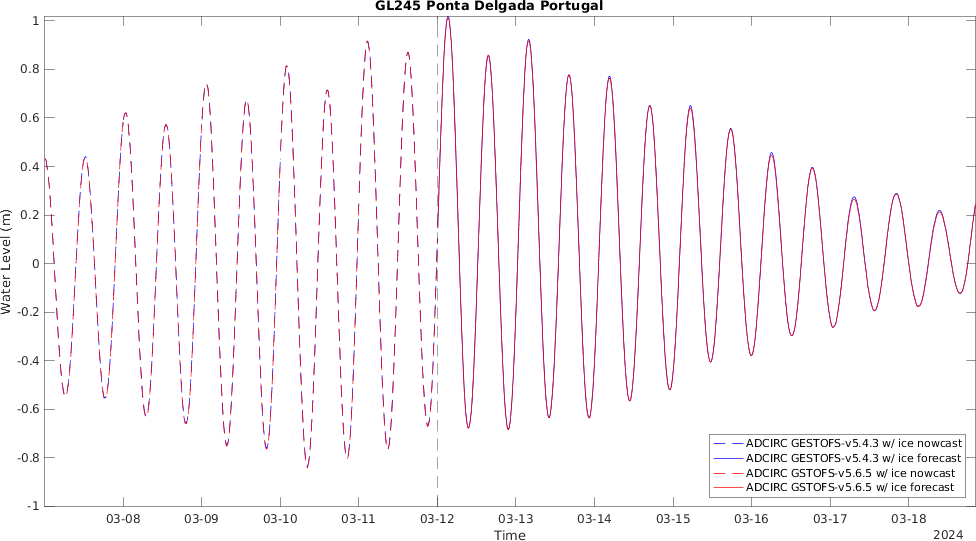 GL245 Ponta Delgada Portugal
1
0.8
0.6
0.4
0.2
0
-0.2
-0.4
-0.6
-0.8
-1
Water Level (m)
ADCIRC GESTOFS-v5.4.3 w/ ice nowcast
ADCIRC GESTOFS-v5.4.3 w/ ice forecast
ADCIRC GSTOFS-v5.6.5 w/ ice nowcast
ADCIRC GSTOFS-v5.6.5 w/ ice forecast
03-08 03-09 03-10 03-11 03-12 03-13 03-14 03-15 03-16 03-17 03-18
Time
2024